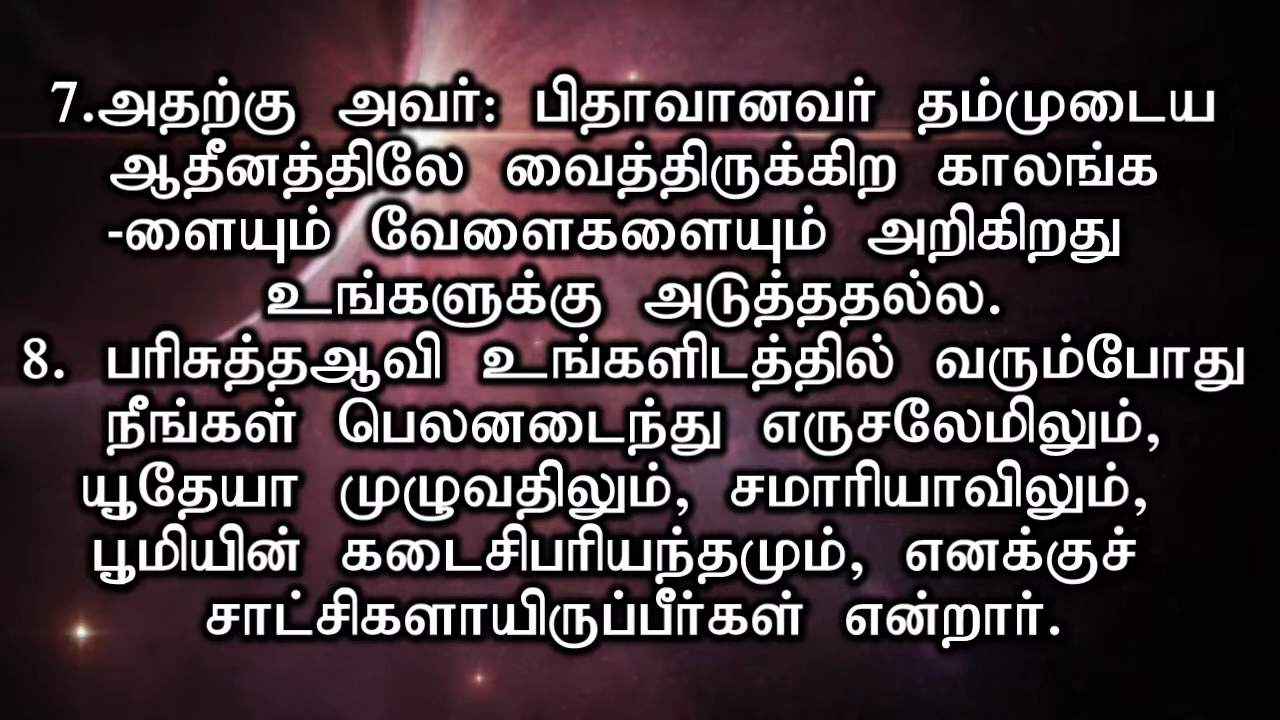 7.அதற்கு அவர்: பிதாவானவர் தம்முடைய
ஆதீனத்திலே வைத்திருக்கிற காலங்க
-ளையும் வேளைகளையும் அறிகிறது
உங்களுக்கு அடுத்ததல்ல.
8. பரிசுத்தஆவி உங்களிடத்தில் வரும்போது
நீங்கள் பெலனடைந்து எருசலேமிலும்,
யூதேயா முழுவதிலும், சமாரியாவிலும்,
பூமியின் கடைசிபரியந்தமும், எனக்குச்
சாட்சிகளாயிருப்பீர்கள் என்றார்.